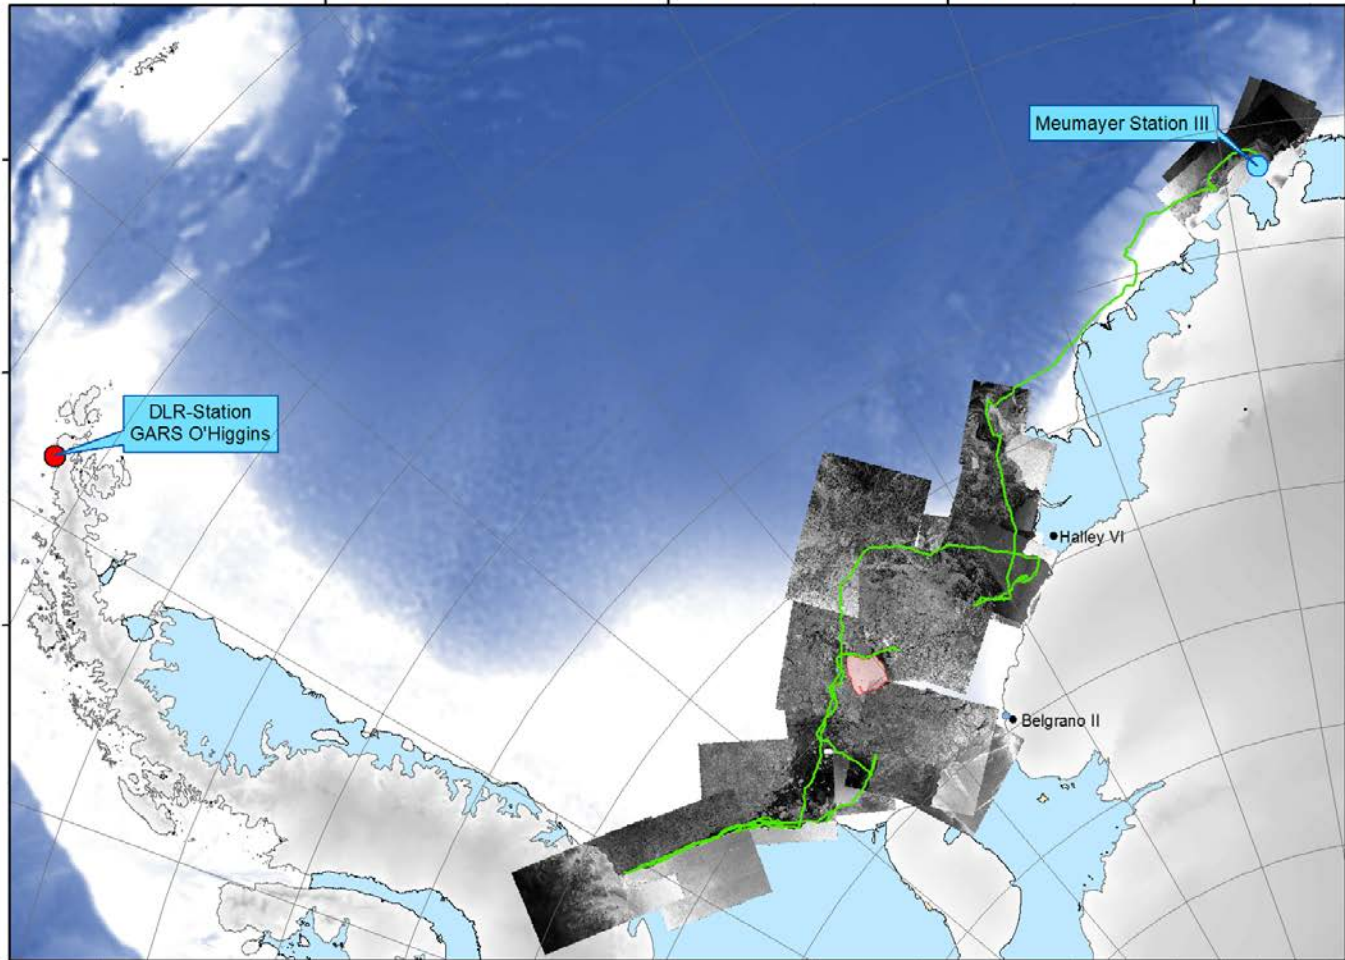 Meumayer Station III
DLR-Station
GARS O'Higgins
Halley VI
Belgrano II